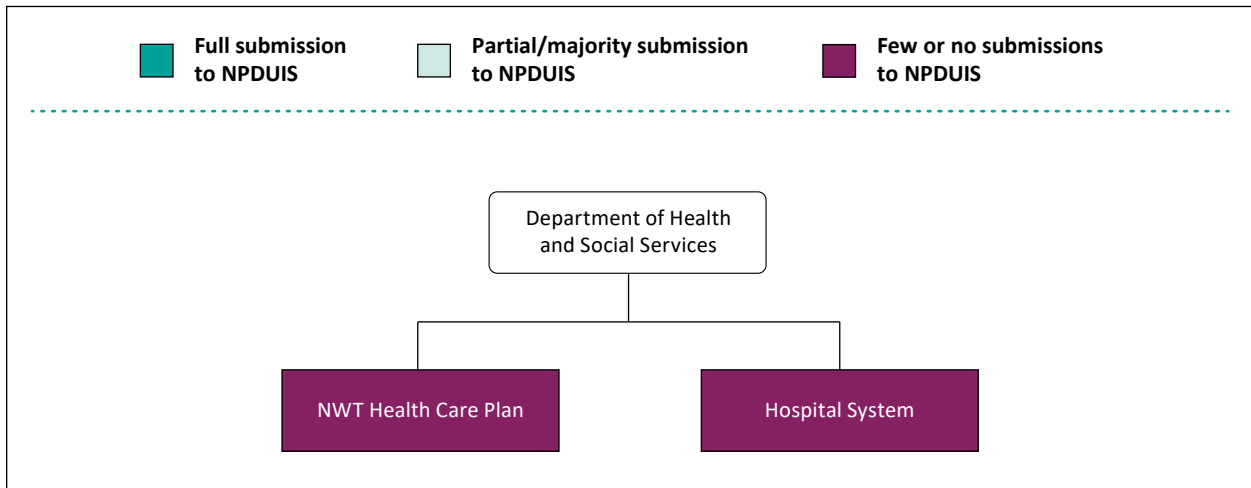 Full submission
to NPDUIS
Partial/majority submission
to NPDUIS
Few or no submissions
to NPDUIS
Department of Health
and Social Services
NWT Health Care Plan
Hospital System